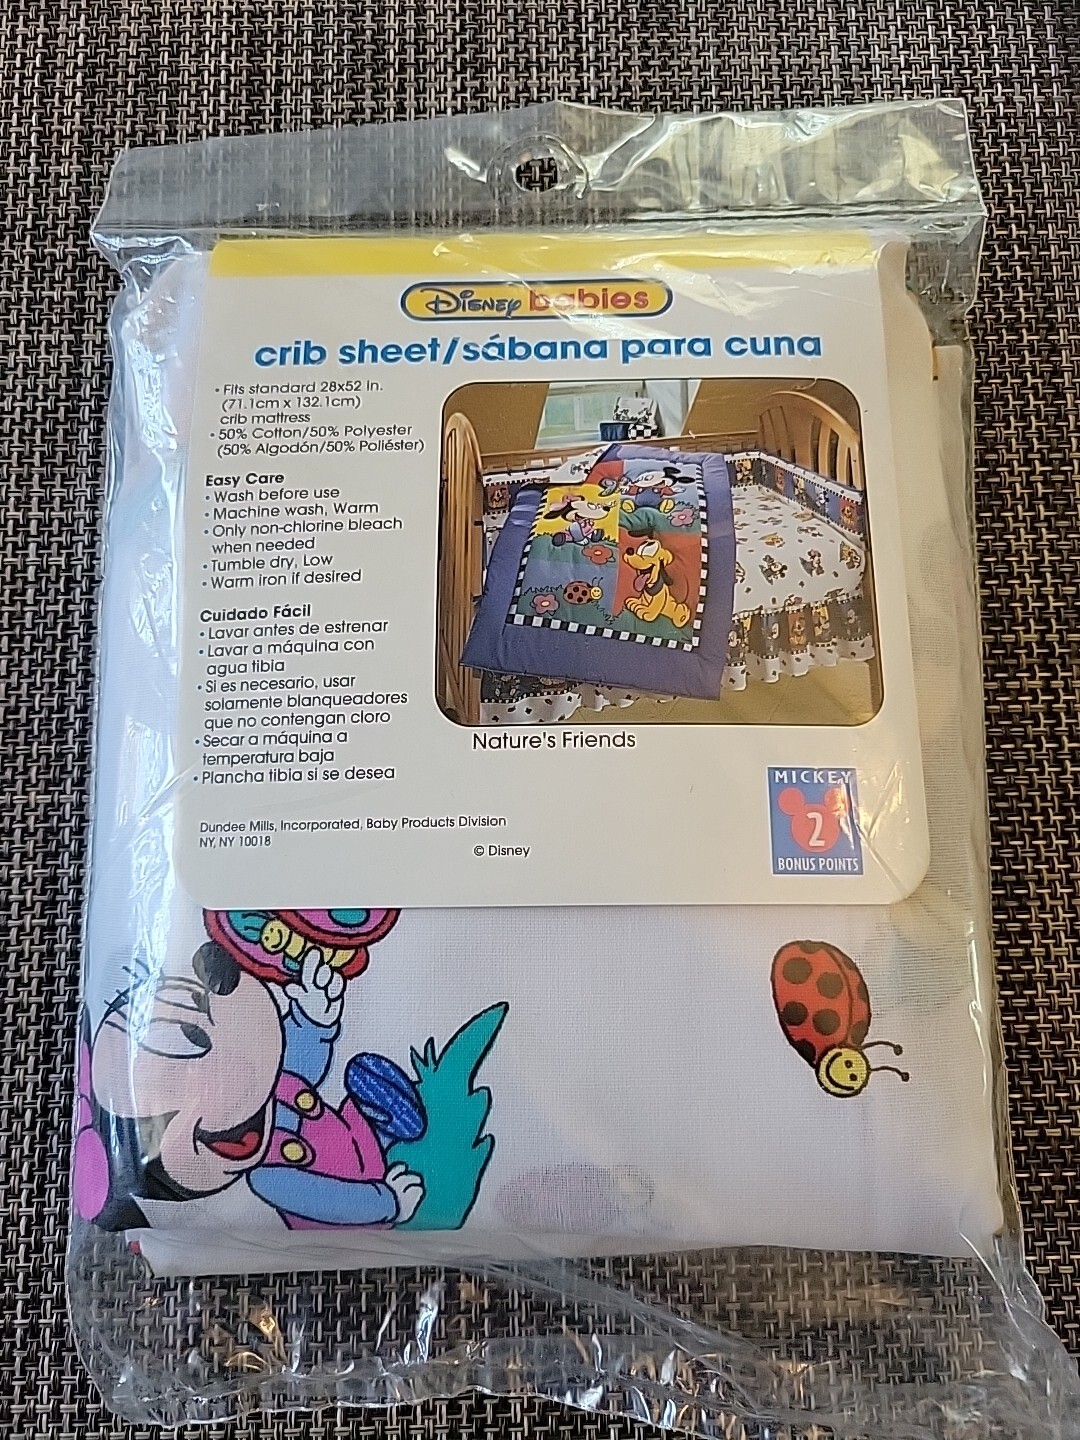 Disney babies
crib sheet/sábana para cuna
• Fits standard 28x52 in.
(71.1cm x 132.1cm)
crib mattress
• 50% Cotton/50% Polyester
(50% Algodón/50% Poliéster)
Easy Care
• Wash before use
• Machine wash, Warm
• Only non-chlorine bleach
when needed
• Tumble dry, Low
• Warm iron if desired
Cuidado Fácil
• Lavar antes de estrenar
• Lavar a máquina con
agua tibia
• Si es necesario, usar
solamente blanqueadores
que no contengan cloro
• Secar a máquina a
temperatura baja
• Plancha tibia si se desea
Nature's Friends
Dundee Mills, Incorporated, Baby Products Division
NY, NY 10018
© Disney
MICKEY
2
BONUS POINTS